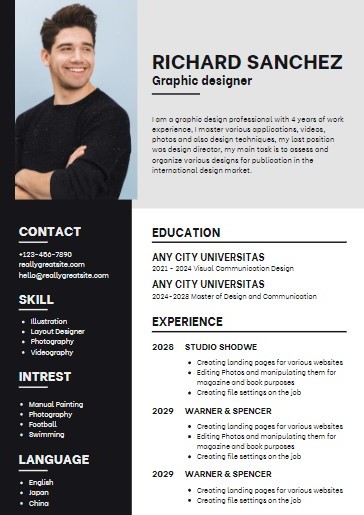 RICHARD SANCHEZ
Graphic designer
I am a graphic design professional with 4 years of work
experience, I master various applications, videos,
photos and also design techniques, my last position
was design director, my main task is to assess and
organize various designs for publication in the
international design market.
CONTACT
+123-456-7890
reallygreatsite.com
hello@reallygreatsite.com
SKILL
• Illustration
• Layout Designer
• Photography
• Videography
INTREST
• Manual Painting
• Photography
• Football
• Swimming
LANGUAGE
• English
• Japan
• China
EDUCATION
ANY CITY UNIVERSITAS
2021 - 2024 Visual Communication Design
ANY CITY UNIVERSITAS
2024-2028 Master of Design and Communication
EXPERIENCE
2028 STUDIO SHODWE
• Creating landing pages for various websites
• Editing Photos and manipulating them for
magazine and book purposes
• Creating file settings on the job
2029 WARNER & SPENCER
• Creating landing pages for various websites
• Editing Photos and manipulating them for
magazine and book purposes
• Creating file settings on the job
2029 WARNER & SPENCER
• Creating landing pages for various websites
• Creating file settings on the job